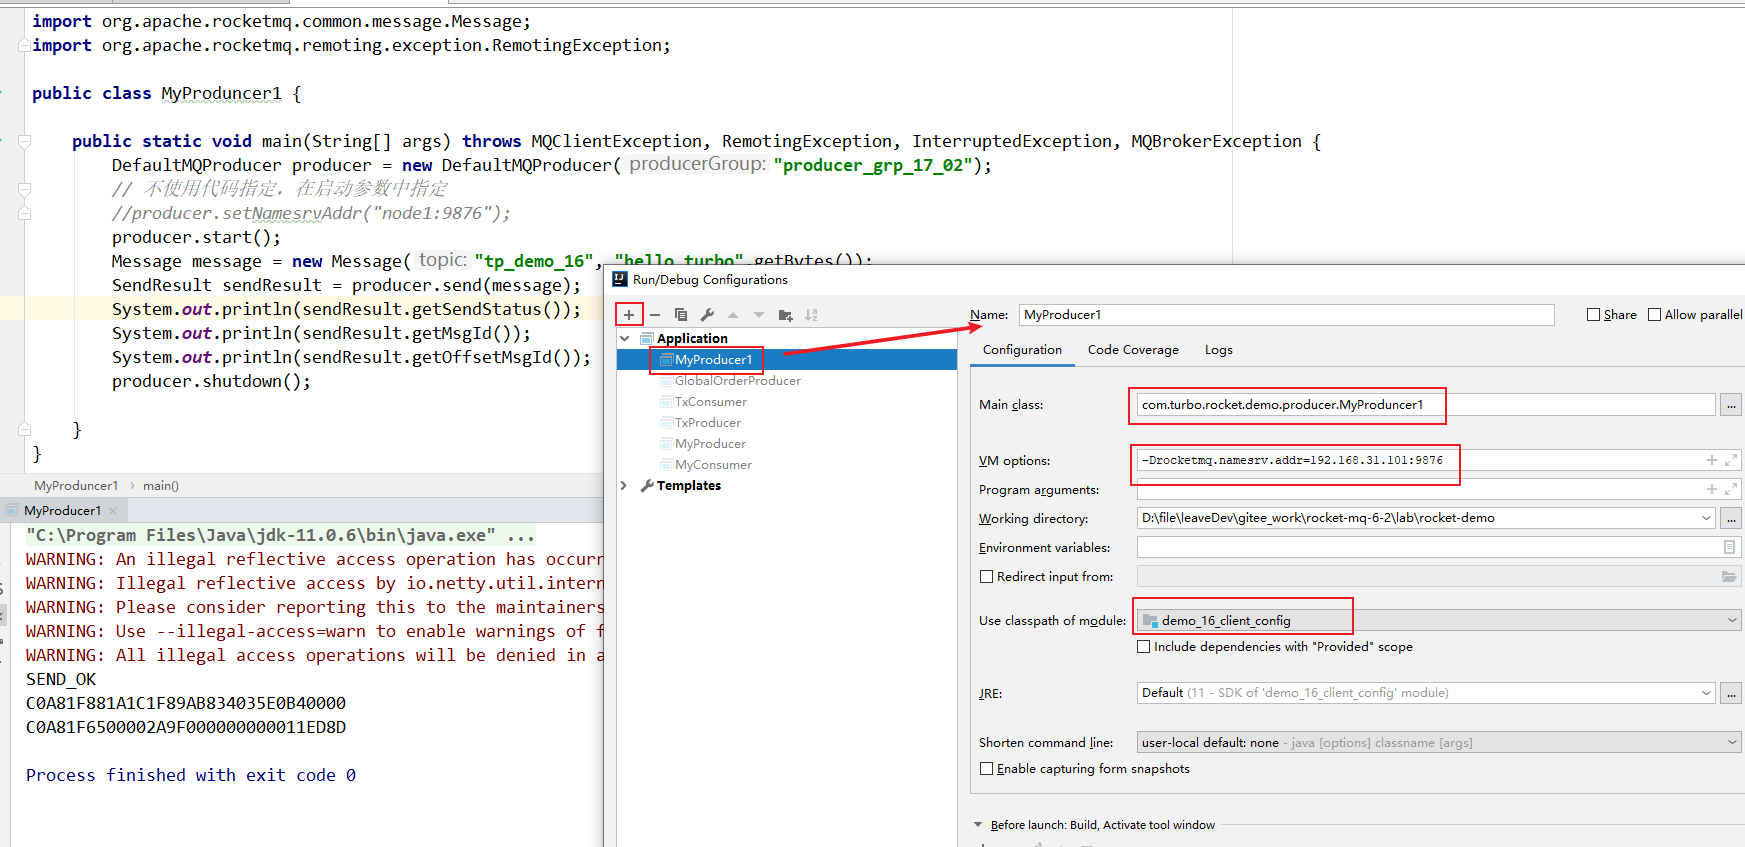 import org.apache.rocketmq.common.message.Message;
import org.apache.rocketmq.remoting.exception.RemotingException;
public class MyProduncer1 {
public static void main(String[] args) throws MQClientException, RemotingException, InterruptedException, MQBrokerException {
DefaultMQProducer producer = new DefaultMQProducer( producerGroup: "producer_grp_17_02");
// 不使用代码指定，在启动参数中指定
//producer.setNamesrvAddr("node1:9876");
producer.start();
Message message = new Message( topic: "tp_demo_16", "hello turbo".getBytes());
SendResult sendResult = producer.send(message);
System.out.println(sendResult.getSendStatus());
System.out.println(sendResult.getMsgId());
System.out.println(sendResult.getOffsetMsgId());
producer.shutdown();
}
}
MyProduncer1 › main()
MyProducer1
"C:\Program Files\Java\jdk-11.0.6\bin\java.exe" ...
WARNING: An illegal reflective access operation has occurr
WARNING: Illegal reflective access by io.netty.util.intern
WARNING: Please consider reporting this to the maintainers
WARNING: Use --illegal-access=warn to enable warnings of f
WARNING: All illegal access operations will be denied in a
SEND_OK
C0A81F881A1C1F89AB834035E0B40000
C0A81F6500002A9F000000000011ED8D
Process finished with exit code 0
Run/Debug Configurations
Application
MyProducer1
GlobalOrderProducer
TxConsumer
TxProducer
MyProducer
MyConsumer
Templates
Name: MyProducer1
Share Allow parallel
Configuration Code Coverage Logs
Main class: com.turbo.rocket.demo.producer.MyProduncer1 ...
VM options: -Drocketmq.namesrv.addr=192.168.31.101:9876
Program arguments:
Working directory: D:\file\leaveDev\gitee_work\rocket-mq-6-2\lab\rocket-demo ...
Environment variables:
Redirect input from:
Use classpath of module: demo_16_client_config
Include dependencies with "Provided" scope
JRE: Default (11 - SDK of 'demo_16_client_config' module) ...
Shorten command line: user-local default: none - java [options] classname [args]
Enable capturing form snapshots
Before launch: Build, Activate tool window